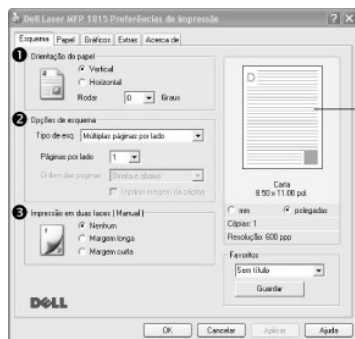 Dell Laser MFP 1815 Preferências de impressão
Esquema Papel Gráficos Extras Acerca de
1 Orientação do papel
Vertical
Horizontal
Rodar 0 Graus
2 Opções de esquema
Tipo de esq. Múltiplas páginas por lado
Páginas por lado 1
Ordem das páginas Direita e abaixo
Imprimir margem da página
3 Impressão em duas faces (Manual)
Nenhum
Margem longa
Margem curta
D
Carta
8.50 x 11.00 pol.
mm polegadas
Cópias: 1
Resolução: 600 ppp
Favoritos
Sem título
Guardar
DELL
OK Cancelar Aplicar Ajuda